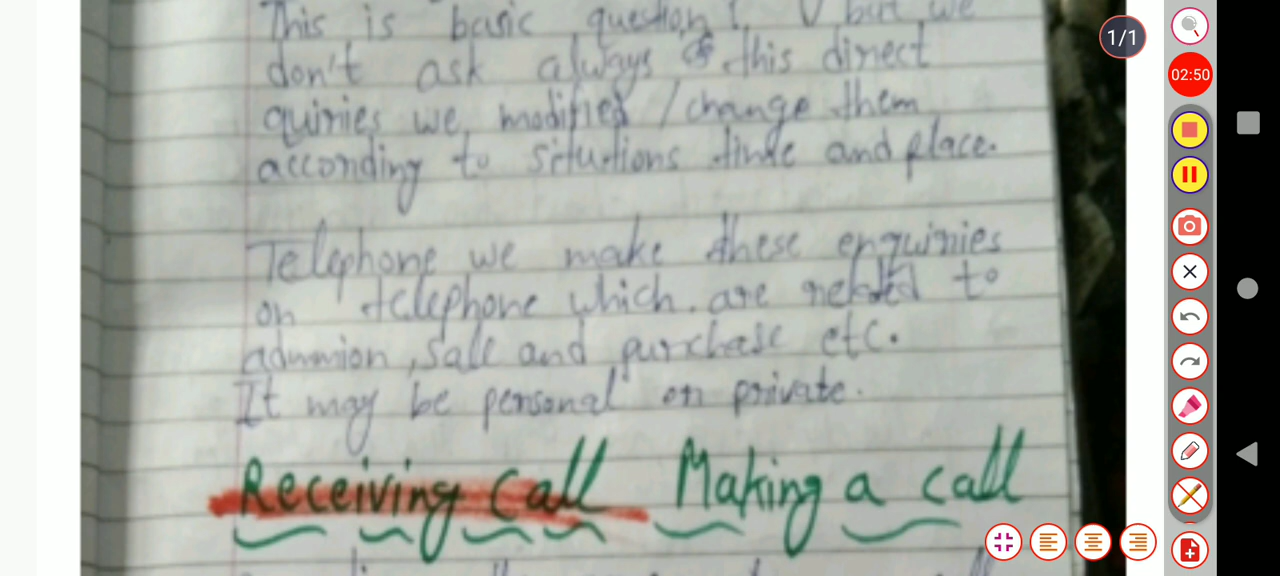 This is basic question! but we
don't ask always this direct
quiries we modified / change them
according to situtions time and place.
Telephone we make these enquiries
on telephone which are related to
admmion, sale and purchase etc.
It may be personal or private.
Receiving Call Making a call
1/1
02:50